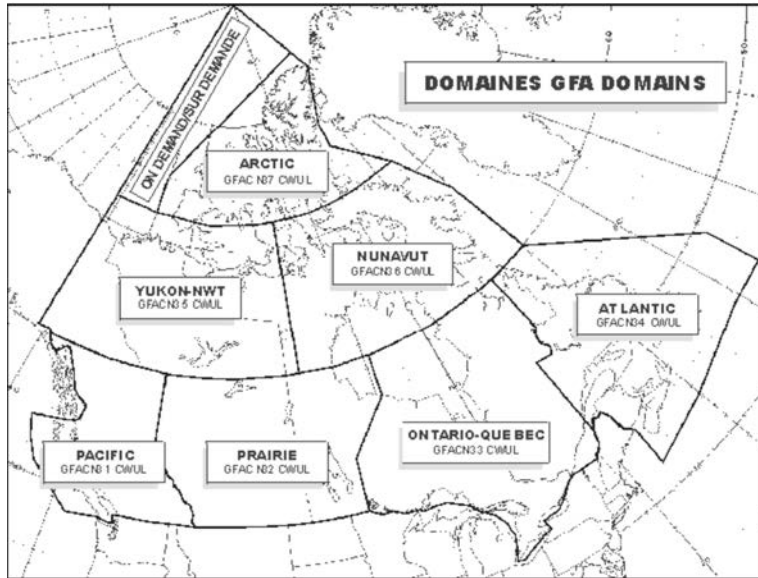 DOMAINES GFA DOMAINS
ON DEMAND/SUR DEMANDE
ARCTIC
GFACN37 CWUL
NUNAVUT
GFACN36 CWUL
YUKON-NWT
GFACN35 CWUL
ATLANTIC
GFACN34 CWUL
PACIFIC
GFACN31 CWUL
PRAIRIE
GFACN32 CWUL
ONTARIO-QUEBEC
GFACN33 CWUL